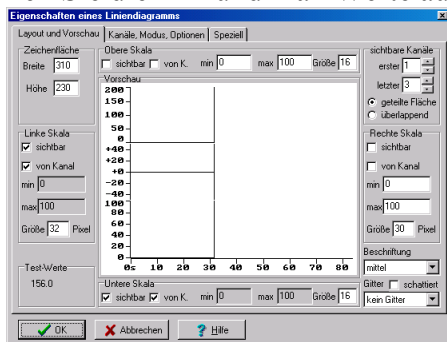 Eigenschaften eines Liniendiagramms
Layout und Vorschau Kanäle, Modus, Optionen Speziell
Zeichenfläche
Breite 310
Höhe 230
Obere Skala
sichtbar von K. min 0 max 100 Größe 16
sichtbare Kanäle
erster 1
letzter 3
geteilte Fläche
überlappend
Linke Skala
sichtbar
von Kanal
min 0
max 100
Größe 32 Pixel
Vorschau
200
150
100
50
0
+40
+20
+0
-20
-40
100
80
60
40
20
0
0s 10 20 30 40 50 60 70 80
Rechte Skala
sichtbar
von Kanal
min 0
max 100
Größe 30 Pixel
Test-Werte
156.0
Untere Skala
sichtbar von K. min 0 max 100 Größe 16
Beschriftung
mittel
Gitter schattiert
kein Gitter
OK Abbrechen Hilfe